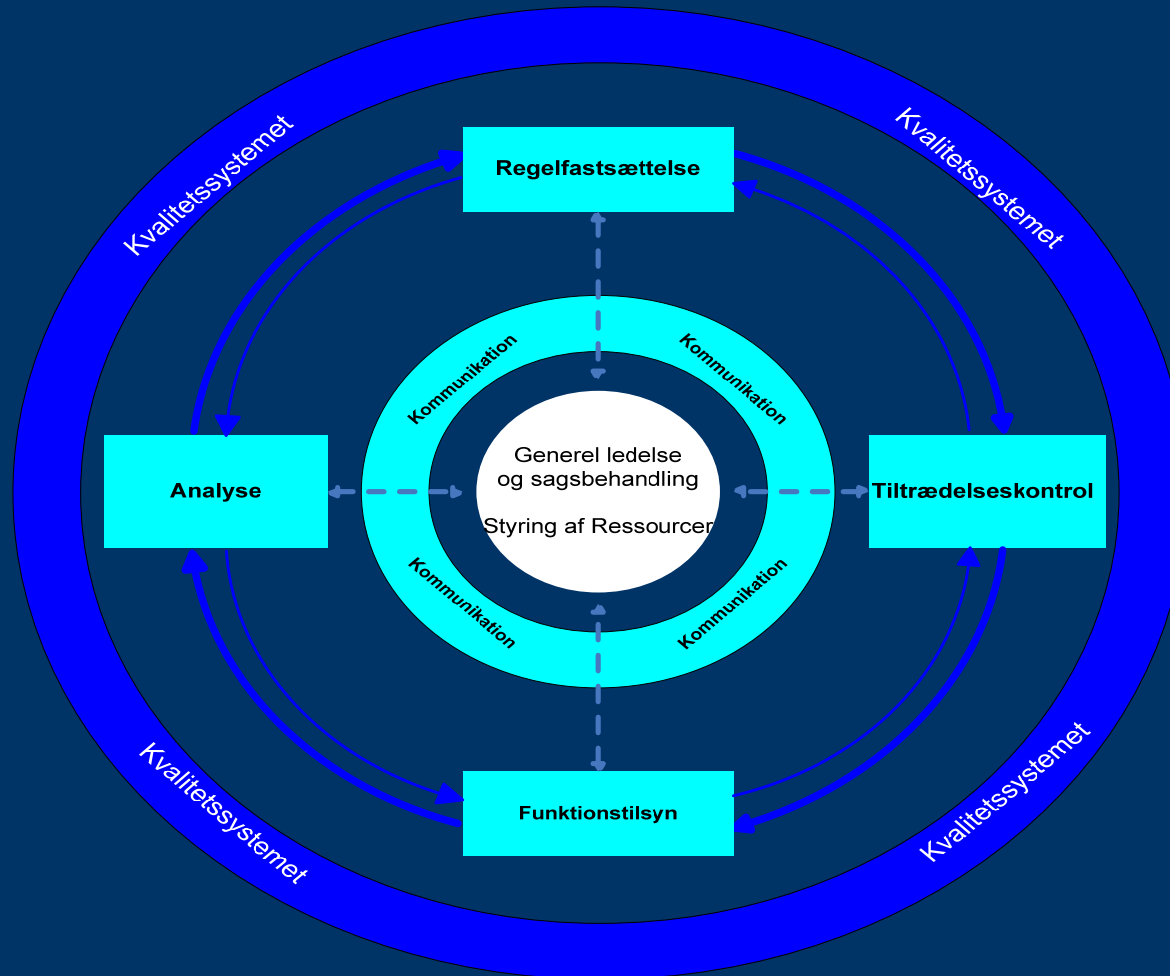 Kvalitetssystemet
Kvalitetssystemet
Regelfastsættelse
Kommunikation
Kommunikation
Analyse
Generel ledelse
og sagsbehandling
Styring af Ressourcer
Tiltrædelseskontrol
Kommunikation
Kommunikation
Funktionstilsyn
Kvalitetssystemet
Kvalitetssystemet